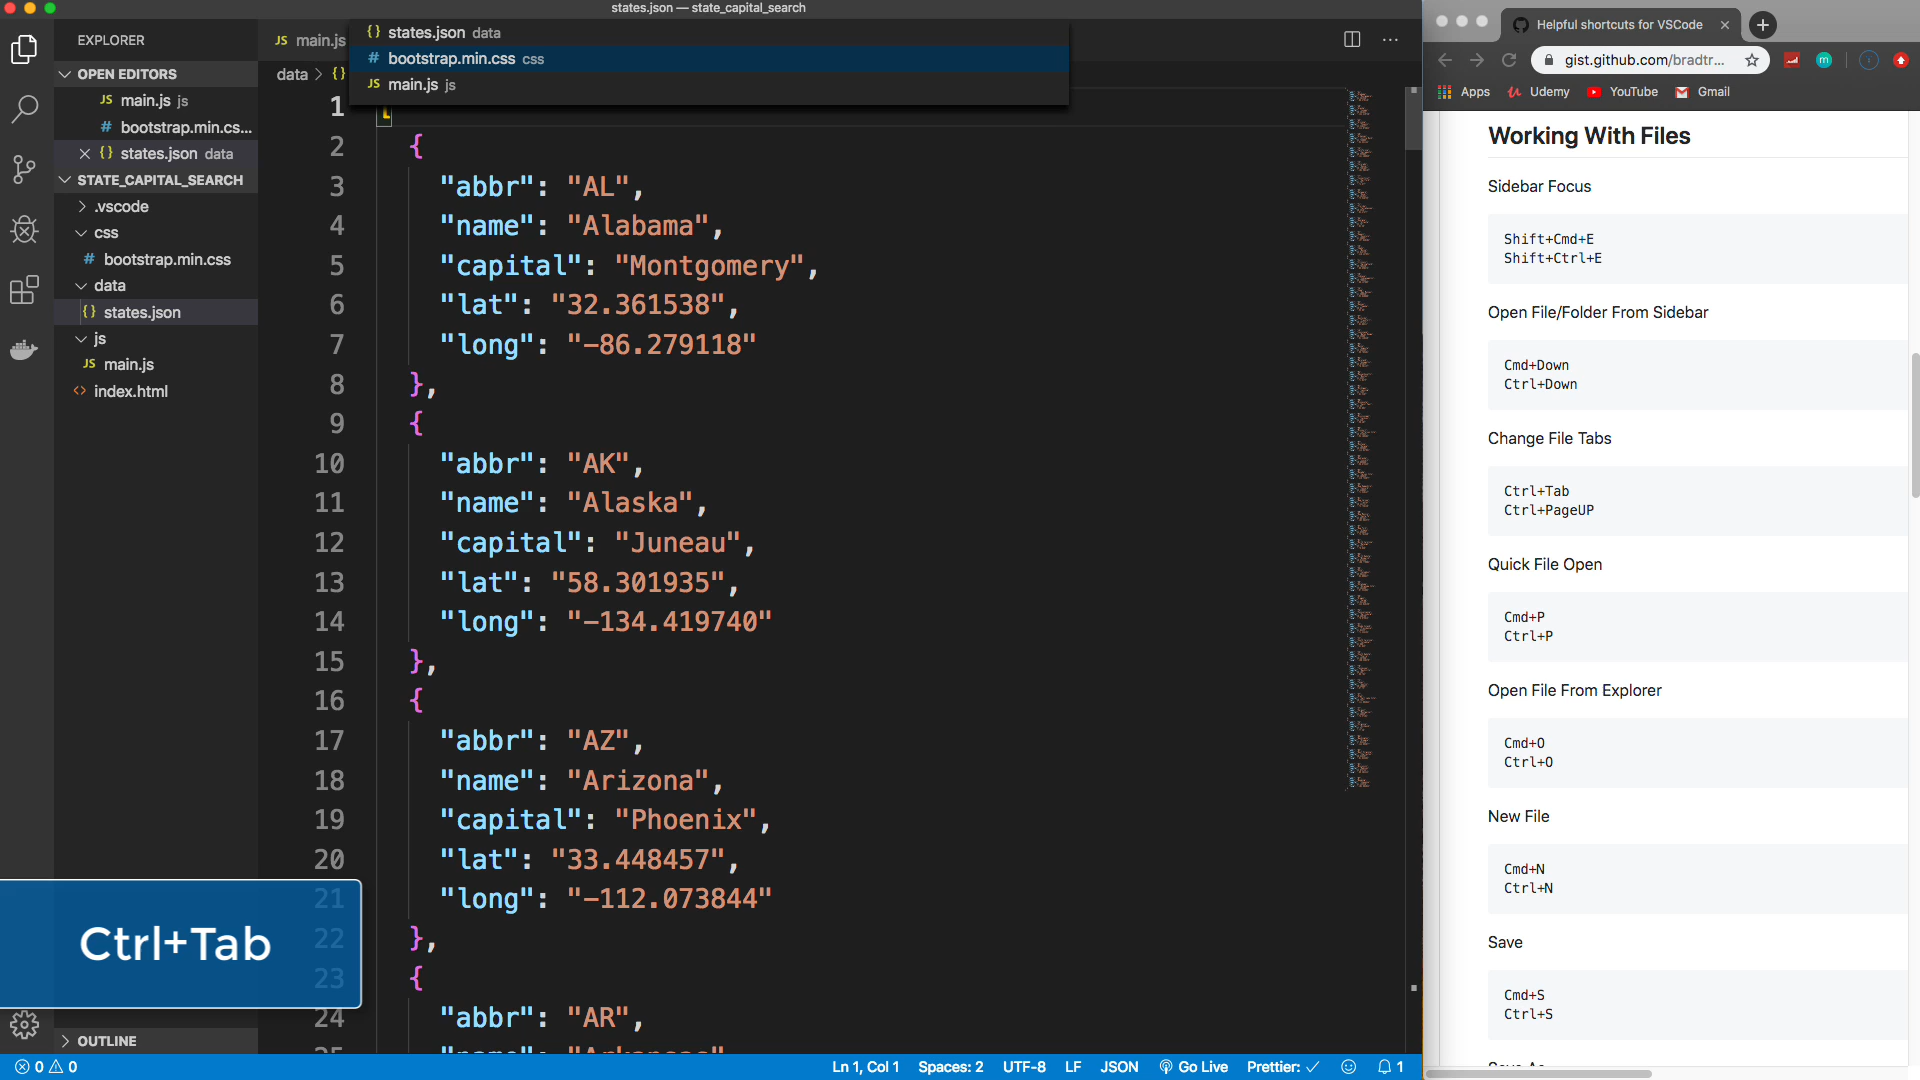 states.json — state_capital_search
EXPLORER
OPEN EDITORS
JS main.js js
# bootstrap.min.cs...
{} states.json data
STATE_CAPITAL_SEARCH
.vscode
css
# bootstrap.min.css
data
{} states.json
js
JS main.js
<> index.html
OUTLINE
JS main.js
data > {}
{} states.json data
# bootstrap.min.css css
JS main.js js
1 [
2 {
3 "abbr": "AL",
4 "name": "Alabama",
5 "capital": "Montgomery",
6 "lat": "32.361538",
7 "long": "-86.279118"
8 },
9 {
10 "abbr": "AK",
11 "name": "Alaska",
12 "capital": "Juneau",
13 "lat": "58.301935",
14 "long": "-134.419740"
15 },
16 {
17 "abbr": "AZ",
18 "name": "Arizona",
19 "capital": "Phoenix",
20 "lat": "33.448457",
21 "long": "-112.073844"
22 },
23 {
24 "abbr": "AR",
25 "name": "Arkansas"
Ctrl+Tab
0 0
Ln 1, Col 1 Spaces: 2 UTF-8 LF JSON Go Live Prettier: ✓ 1
Helpful shortcuts for VSCode
gist.github.com/bradtr...
Apps Udemy YouTube Gmail
Working With Files
Sidebar Focus
Shift+Cmd+E
Shift+Ctrl+E
Open File/Folder From Sidebar
Cmd+Down
Ctrl+Down
Change File Tabs
Ctrl+Tab
Ctrl+PageUP
Quick File Open
Cmd+P
Ctrl+P
Open File From Explorer
Cmd+O
Ctrl+O
New File
Cmd+N
Ctrl+N
Save
Cmd+S
Ctrl+S
Save As